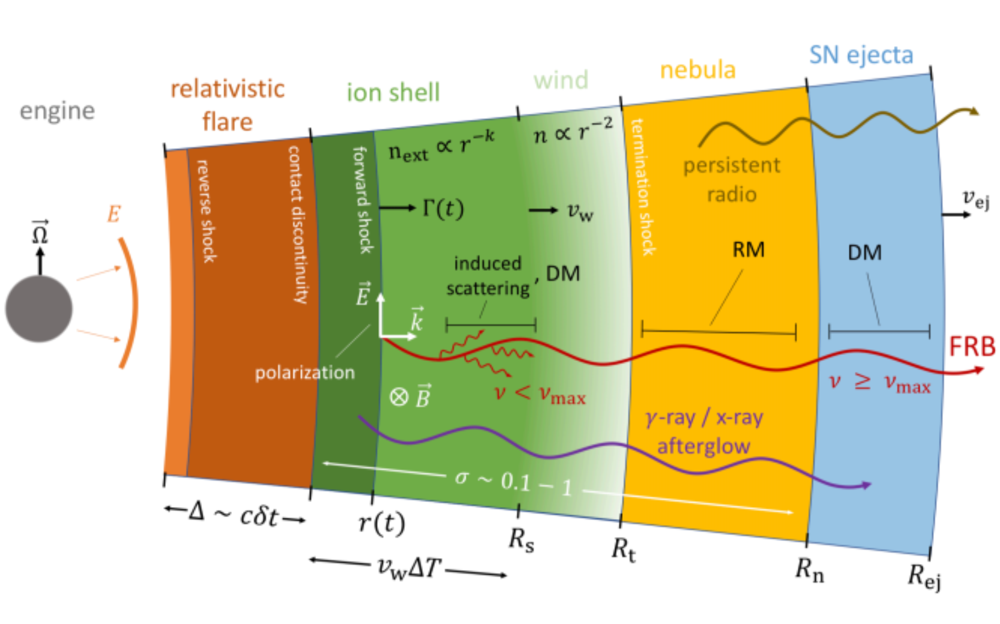 engine
relativistic
flare
ion shell
wind
nebula
SN ejecta
E
Ω⃗
reverse shock
contact discontinuity
forward shock
termination shock
n_ext ∝ r^{−k}
n ∝ r^{−2}
Γ(t)
v_w
v_ej
persistent
radio
RM
DM
induced
scattering
, DM
E⃗
k⃗
polarization
⊗ B⃗
ν < ν_max
ν ≥ ν_max
FRB
γ-ray / x-ray
afterglow
σ ~ 0.1 − 1
Δ ~ cδt
r(t)
R_s
R_t
R_n
R_ej
v_wΔT